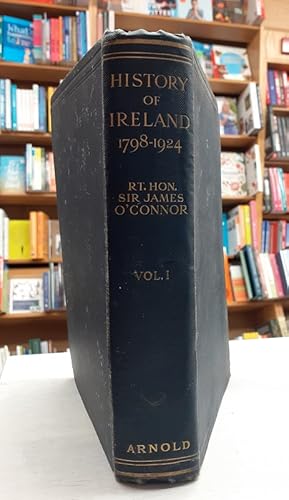 HISTORY
OF
IRELAND
1798-1924
RT. HON.
SIR JAMES
O'CONNOR
VOL. I
ARNOLD